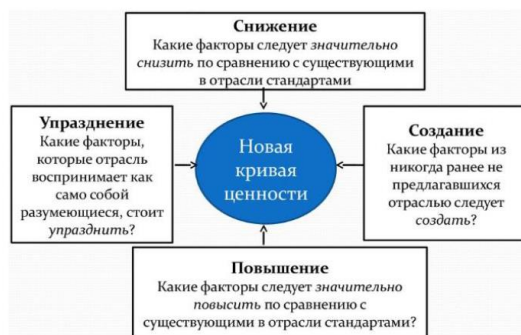 Снижение
Какие факторы следует значительно
снизить по сравнению с существующими
в отрасли стандартами
Упразднение
Какие факторы,
которые отрасль
воспринимает как
само собой
разумеющиеся, стоит
упразднить?
Новая
кривая
ценности
Создание
Какие факторы из
никогда ранее не
предлагавшихся
отраслью следует
создать?
Повышение
Какие факторы следует значительно
повысить по сравнению с
существующими в отрасли стандартами?